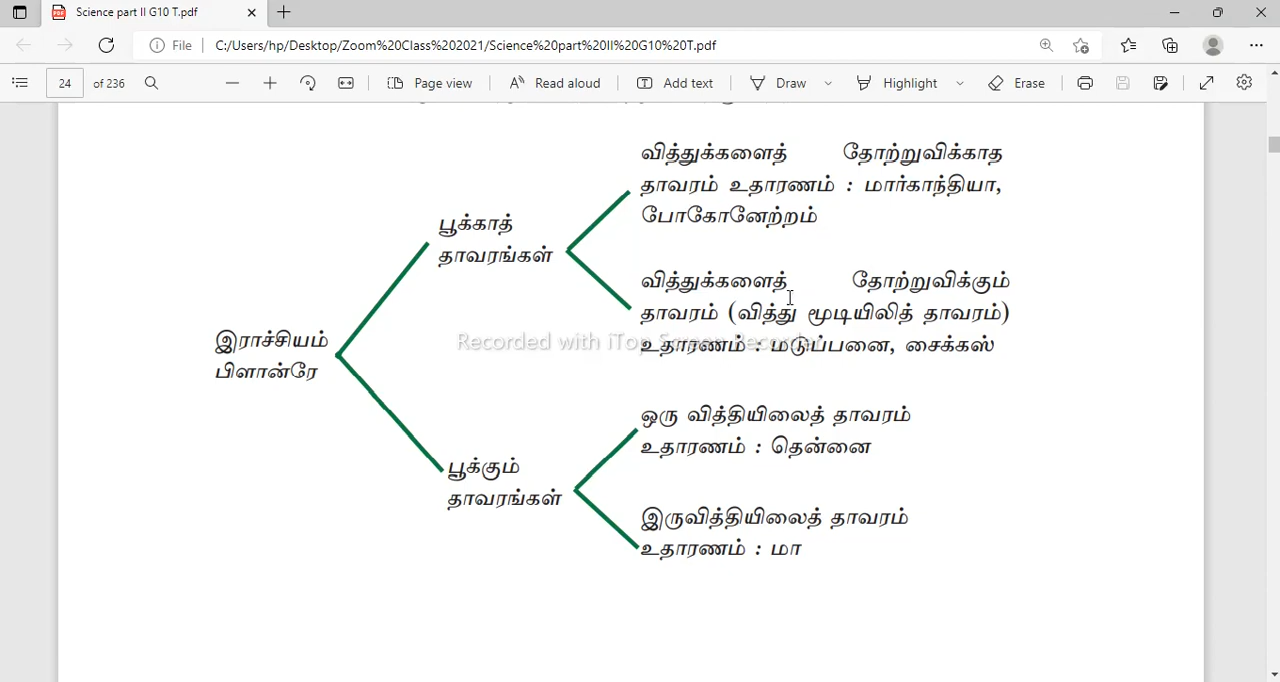 Science part II G10 T.pdf
File C:/Users/hp/Desktop/Zoom%20Class%202021/Science%20part%20II%20G10%20T.pdf
24 of 236 Page view Read aloud Add text Draw Highlight Erase
வித்துக்களைத் தோற்றுவிக்காத
தாவரம் உதாரணம் : மார்காந்தியா,
போகோனேற்றம்
பூக்காத்
தாவரங்கள்
வித்துக்களைத் தோற்றுவிக்கும்
தாவரம் (வித்து மூடியிலித் தாவரம்)
உதாரணம் : மடுப்பனை, சைக்கஸ்
Recorded with iTop Screen Recorder
இராச்சியம்
பிளான்ரே
ஒரு வித்தியிலைத் தாவரம்
உதாரணம் : தென்னை
பூக்கும்
தாவரங்கள்
இருவித்தியிலைத் தாவரம்
உதாரணம் : மா